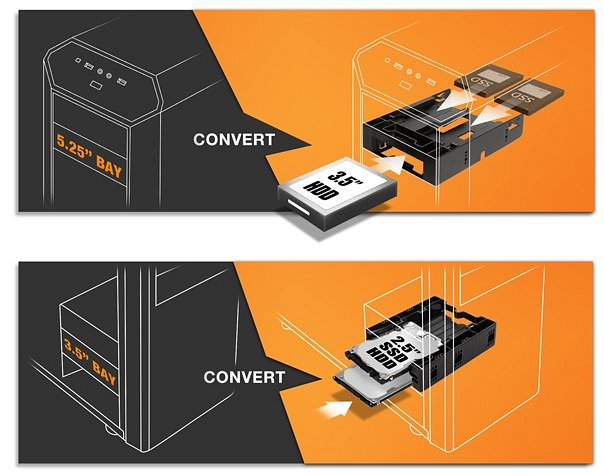 5.25" BAY
CONVERT
SSD
SSD
3.5"
HDD
3.5" BAY
CONVERT
2.5"
SSD
HDD